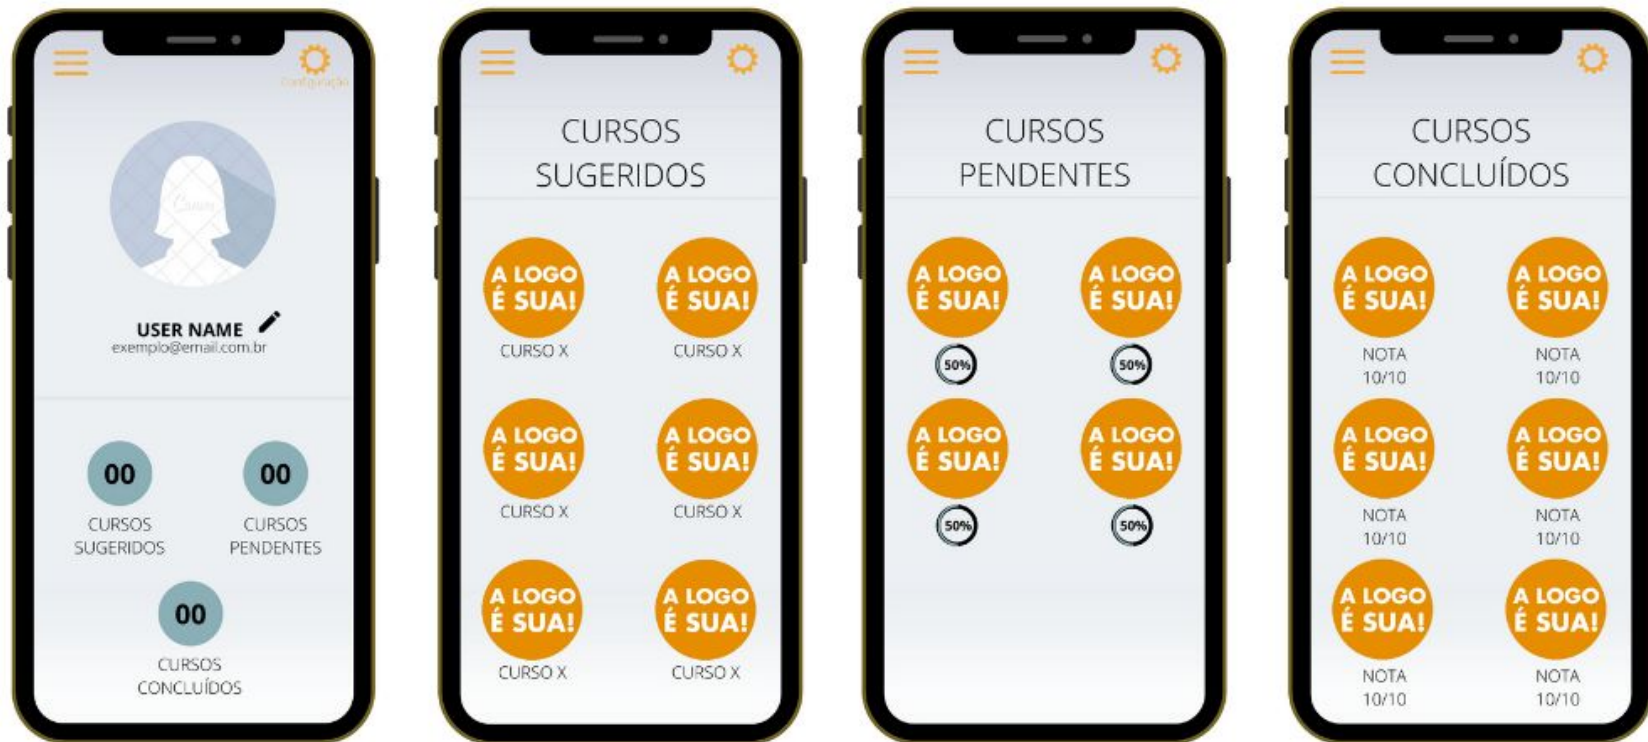 Configuração
Canva
USER NAME
exemplo@email.com.br
00
00
CURSOS
SUGERIDOS
CURSOS
PENDENTES
00
CURSOS
CONCLUÍDOS
CURSOS
SUGERIDOS
A LOGO
É SUA!
A LOGO
É SUA!
CURSO X
CURSO X
A LOGO
É SUA!
A LOGO
É SUA!
CURSO X
CURSO X
A LOGO
É SUA!
A LOGO
É SUA!
CURSO X
CURSO X
CURSOS
PENDENTES
A LOGO
É SUA!
A LOGO
É SUA!
50%
50%
A LOGO
É SUA!
A LOGO
É SUA!
50%
50%
CURSOS
CONCLUÍDOS
A LOGO
É SUA!
A LOGO
É SUA!
NOTA
10/10
NOTA
10/10
A LOGO
É SUA!
A LOGO
É SUA!
NOTA
10/10
NOTA
10/10
A LOGO
É SUA!
A LOGO
É SUA!
NOTA
10/10
NOTA
10/10